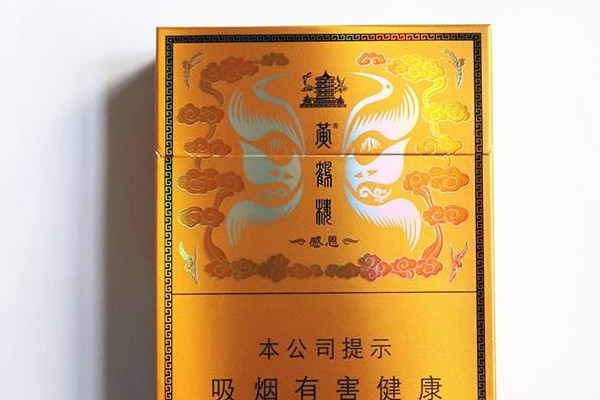 黄鹤楼®
感恩
本公司提示
吸烟有害健康